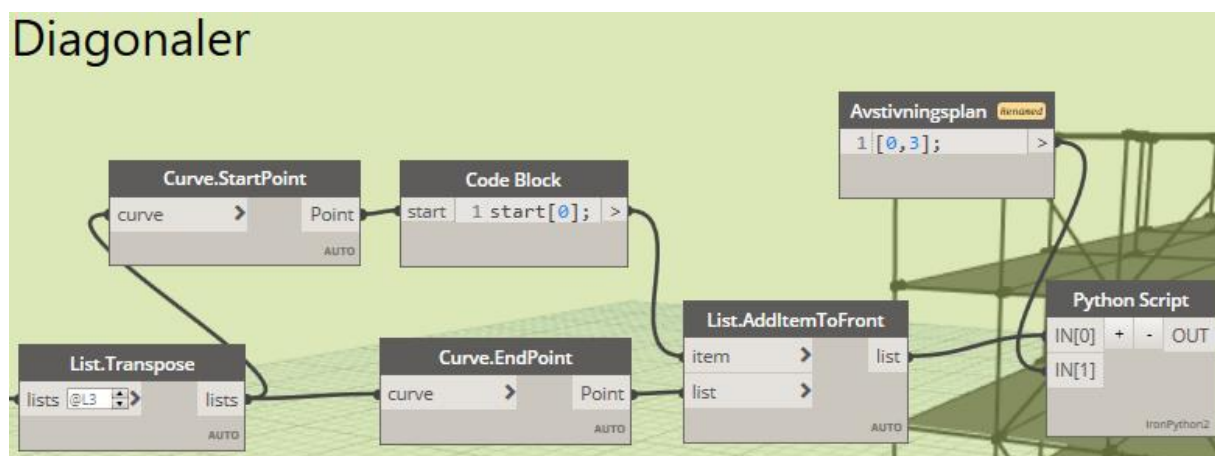 Diagonaler
Avstivningsplan Renamed
1 [0,3]; >
Curve.StartPoint
curve > Point
AUTO
Code Block
start 1 start[0]; >
Python Script
IN[0] + - OUT
IN[1]
IronPython2
List.AddItemToFront
item > list
list >
AUTO
List.Transpose
lists @L3 > lists
AUTO
Curve.EndPoint
curve > Point
AUTO